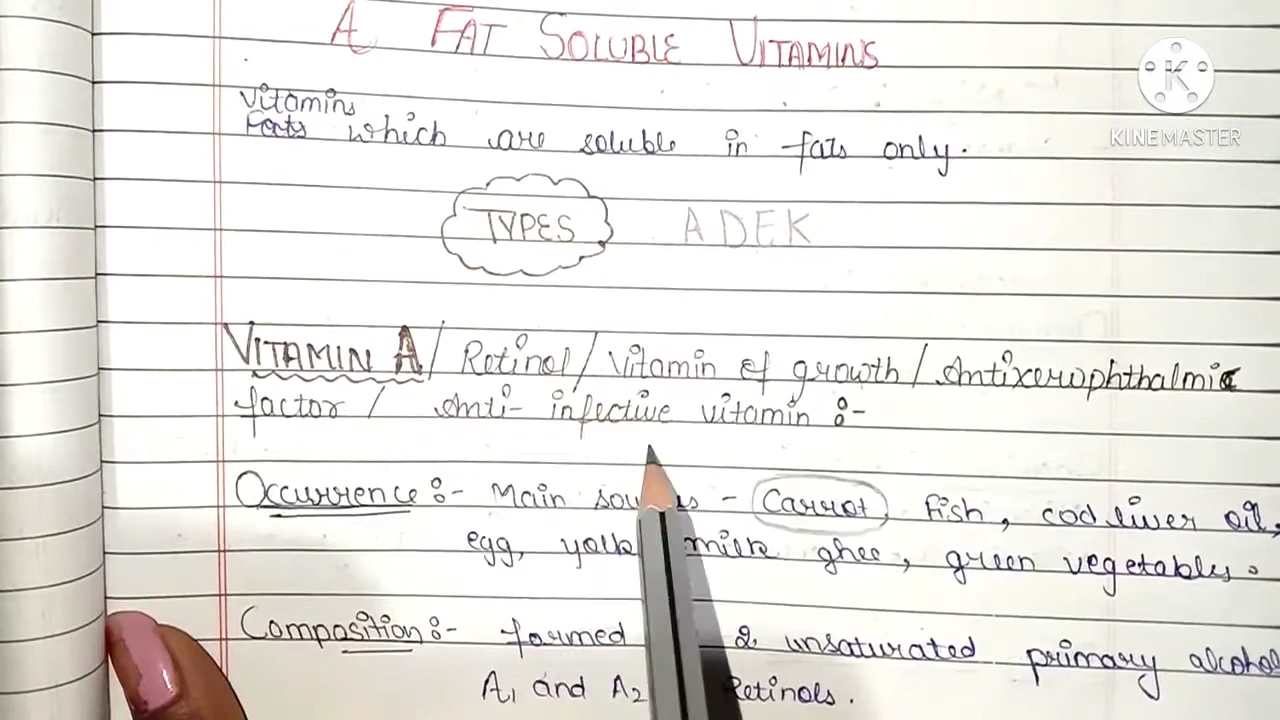 A FAT SOLUBLE VITAMINS
K
KINEMASTER
Vitamins
Fats which are soluble in fats only.
TYPES ADEK
VITAMIN A / Retinol / Vitamin of growth / Antixerophthalmic
factor / Anti-infective vitamin :-
Occurrence :- Main - Carrot, fish, cod liver oil,
egg, milk ghee, green vegetables.
Composition :- formed 2 unsaturated primary alcohol
A1 and A2 Retinols.